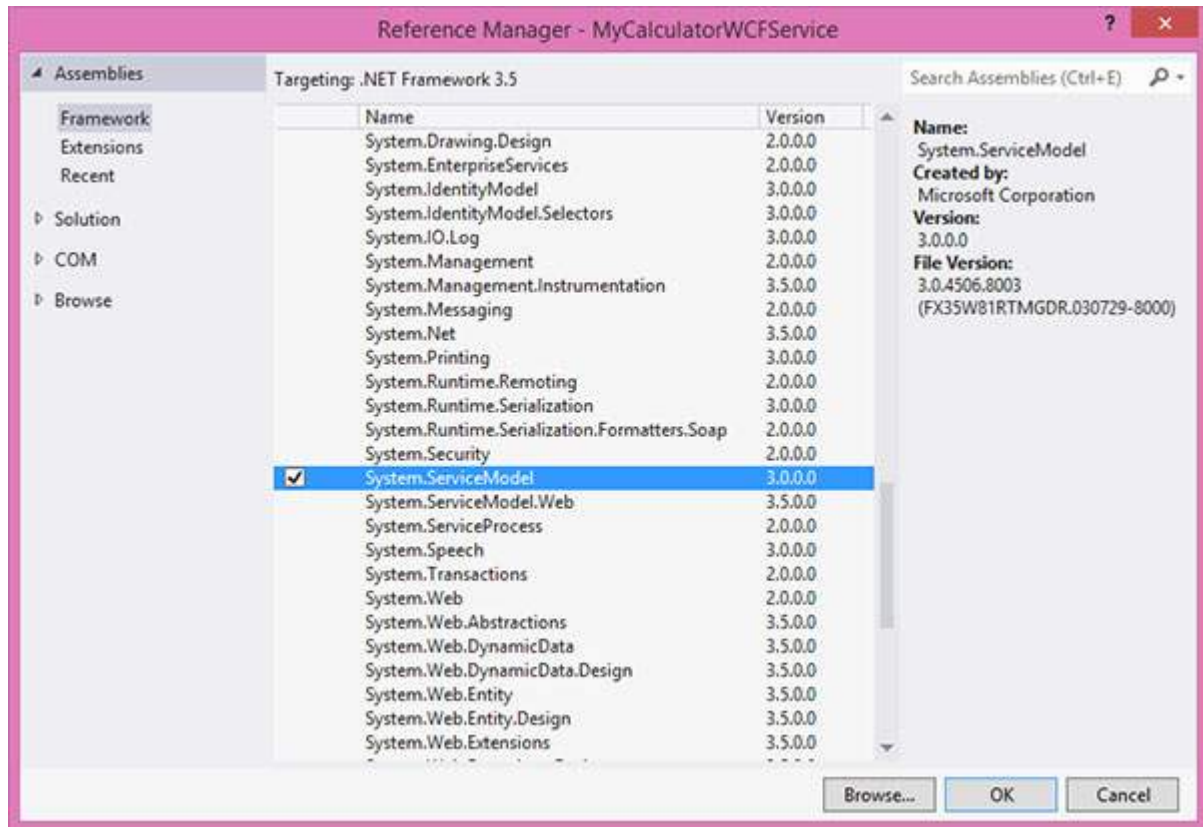 Reference Manager - MyCalculatorWCFService ? ×
Assemblies
Framework
Extensions
Recent
Solution
COM
Browse
Targeting: .NET Framework 3.5
Name Version
System.Drawing.Design 2.0.0.0
System.EnterpriseServices 2.0.0.0
System.IdentityModel 3.0.0.0
System.IdentityModel.Selectors 3.0.0.0
System.IO.Log 3.0.0.0
System.Management 2.0.0.0
System.Management.Instrumentation 3.5.0.0
System.Messaging 2.0.0.0
System.Net 3.5.0.0
System.Printing 3.0.0.0
System.Runtime.Remoting 2.0.0.0
System.Runtime.Serialization 3.0.0.0
System.Runtime.Serialization.Formatters.Soap 2.0.0.0
System.Security 2.0.0.0
System.ServiceModel 3.0.0.0
System.ServiceModel.Web 3.5.0.0
System.ServiceProcess 2.0.0.0
System.Speech 3.0.0.0
System.Transactions 2.0.0.0
System.Web 2.0.0.0
System.Web.Abstractions 3.5.0.0
System.Web.DynamicData 3.5.0.0
System.Web.DynamicData.Design 3.5.0.0
System.Web.Entity 3.5.0.0
System.Web.Entity.Design 3.5.0.0
System.Web.Extensions 3.5.0.0
Search Assemblies (Ctrl+E)
Name:
System.ServiceModel
Created by:
Microsoft Corporation
Version:
3.0.0.0
File Version:
3.0.4506.8003
(FX35W81RTMGDR.030729-8000)
Browse... OK Cancel